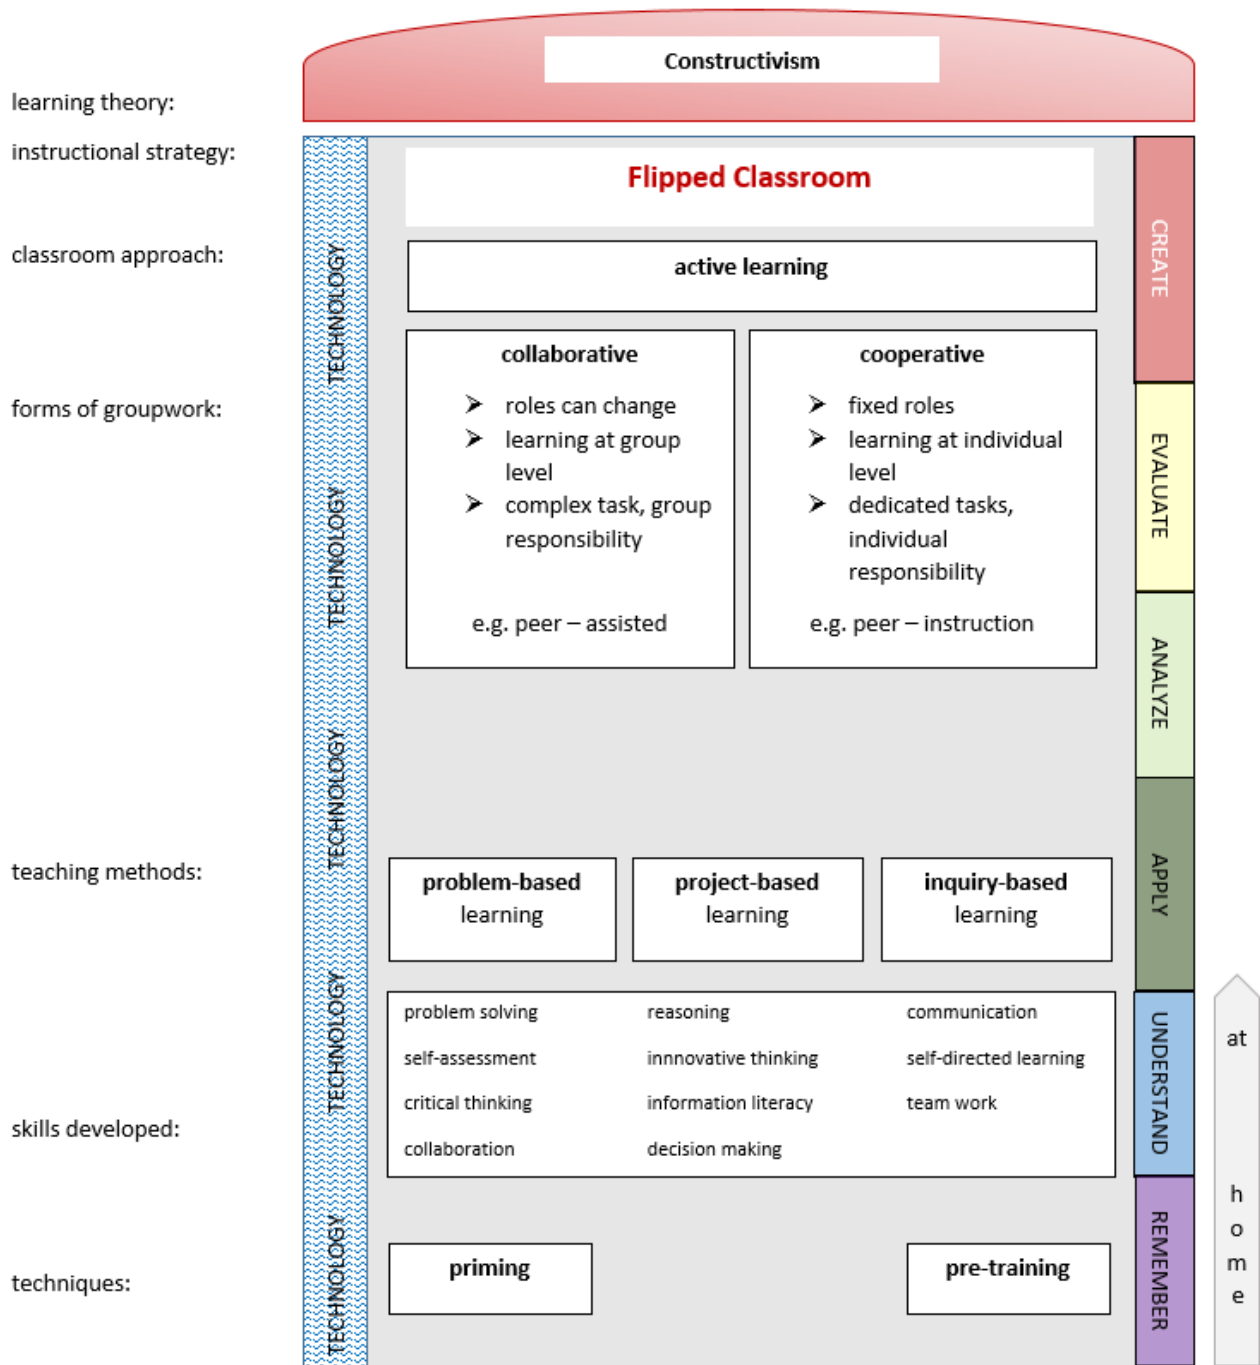 Constructivism
learning theory:
instructional strategy:
Flipped Classroom
classroom approach:
active learning
forms of groupwork:
collaborative
roles can change
learning at group
level
complex task, group
responsibility
e.g. peer – assisted
cooperative
fixed roles
learning at individual
level
dedicated tasks,
individual
responsibility
e.g. peer – instruction
teaching methods:
problem-based
learning
project-based
learning
inquiry-based
learning
skills developed:
problem solving
reasoning
communication
self-assessment
innnovative thinking
self-directed learning
critical thinking
information literacy
team work
collaboration
decision making
techniques:
priming
pre-training
TECHNOLOGY
TECHNOLOGY
TECHNOLOGY
TECHNOLOGY
TECHNOLOGY
CREATE
EVALUATE
ANALYZE
APPLY
UNDERSTAND
REMEMBER
at
home